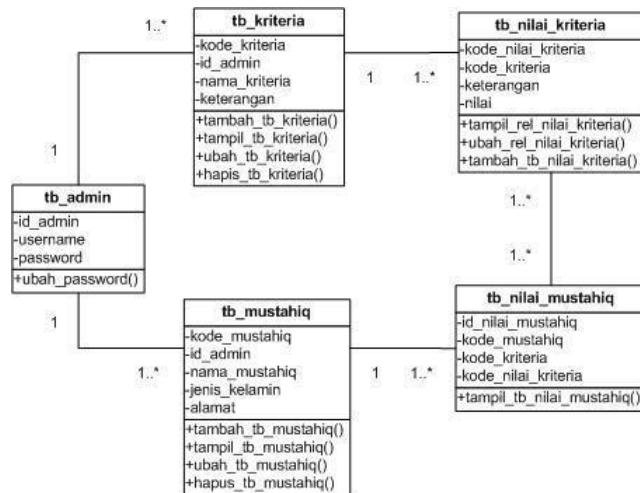 tb_kriteria
-kode_kriteria
-id_admin
-nama_kriteria
-keterangan
+tambah_tb_kriteria()
+tampil_tb_kriteria()
+ubah_tb_kriteria()
+hapis_tb_kriteria()
tb_nilai_kriteria
-kode_nilai_kriteria
-kode_kriteria
-keterangan
-nilai
+tampil_rel_nilai_kriteria()
+ubah_rel_nilai_kriteria()
+tambah_tb_nilai_kriteria()
1..*
1
1..*
1
tb_admin
-id_admin
-username
-password
+ubah_password()
1..*
1..*
1
1..*
tb_mustahiq
-kode_mustahiq
-id_admin
-nama_mustahiq
-jenis_kelamin
-alamat
+tambah_tb_mustahiq()
+tampil_tb_mustahiq()
+ubah_tb_mustahiq()
+hapus_tb_mustahiq()
1
1..*
tb_nilai_mustahiq
-id_nilai_mustahiq
-kode_mustahiq
-kode_kriteria
-kode_nilai_kriteria
+tampil_tb_nilai_mustahiq()